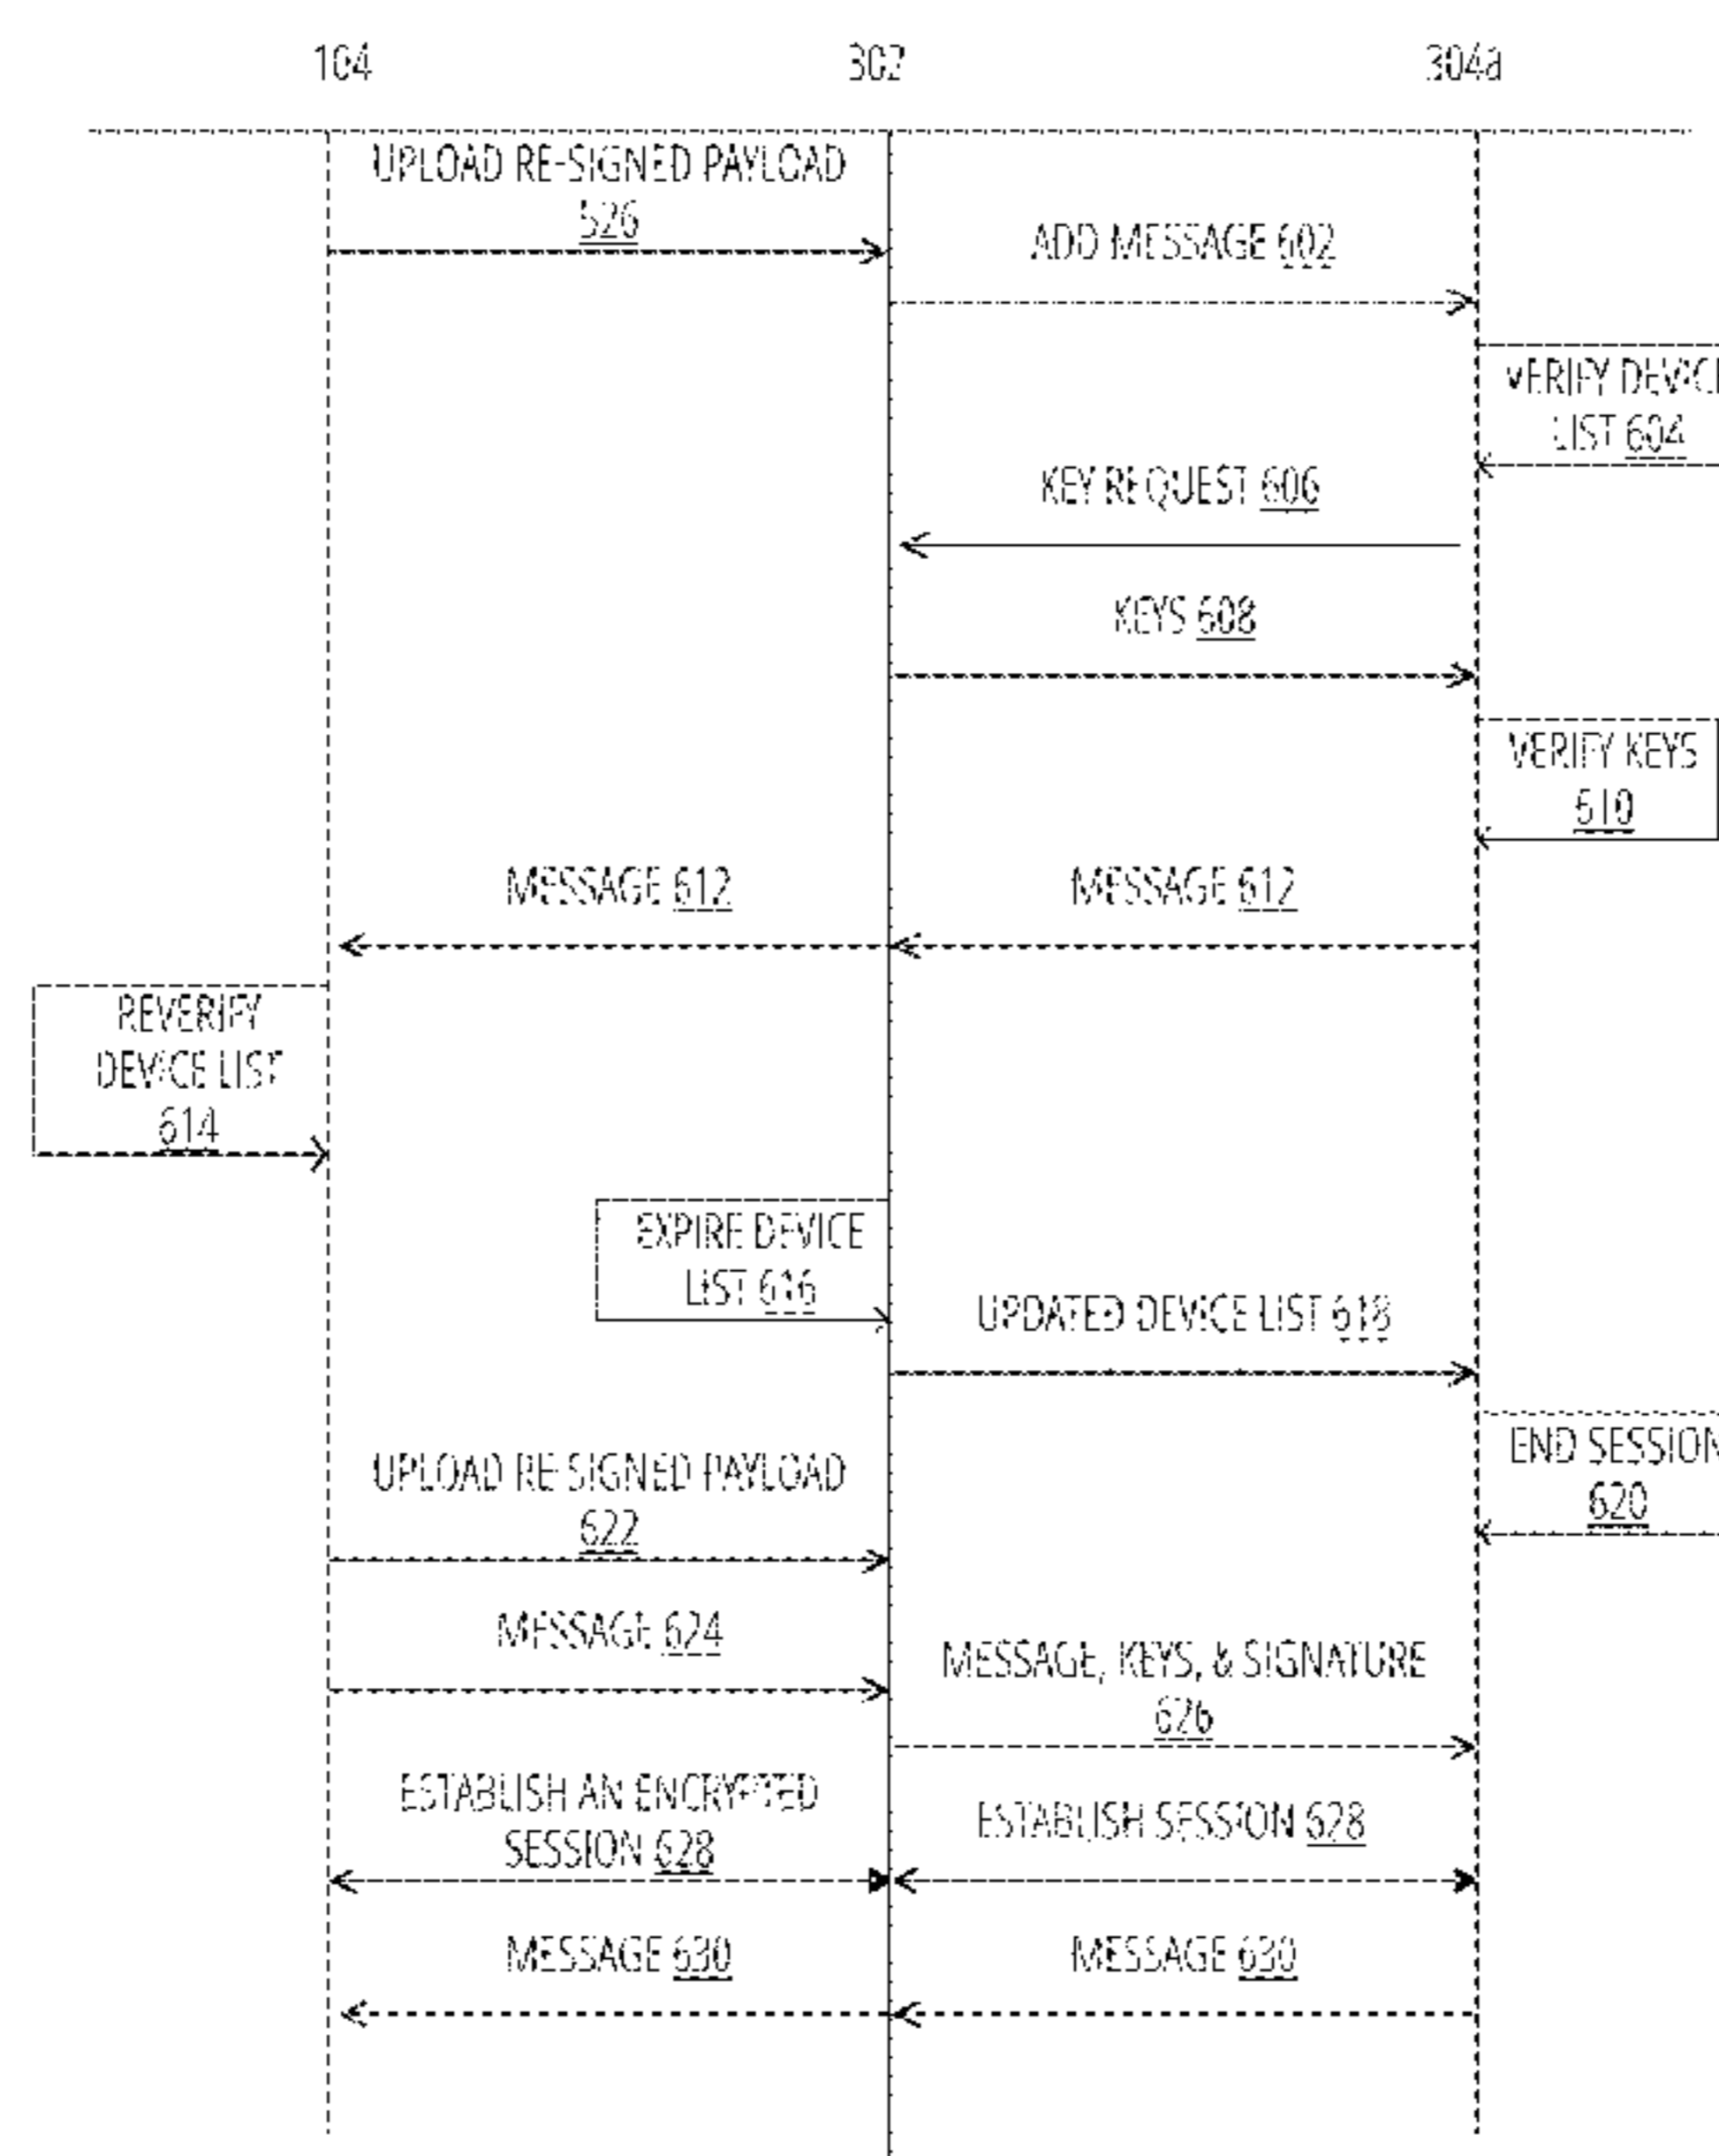 104
302
304a
UPLOAD RE-SIGNED PAYLOAD
526
ADD MESSAGE 602
VERIFY DEVICE
LIST 604
KEY REQUEST 606
KEYS 608
VERIFY KEYS
610
MESSAGE 612
MESSAGE 612
REVERIFY
DEVICE LIST
614
EXPIRE DEVICE
LIST 616
UPDATED DEVICE LIST 618
END SESSION
620
UPLOAD RE-SIGNED PAYLOAD
622
MESSAGE 624
MESSAGE, KEYS, & SIGNATURE
626
ESTABLISH AN ENCRYPTED
SESSION 628
ESTABLISH SESSION 628
MESSAGE 630
MESSAGE 630